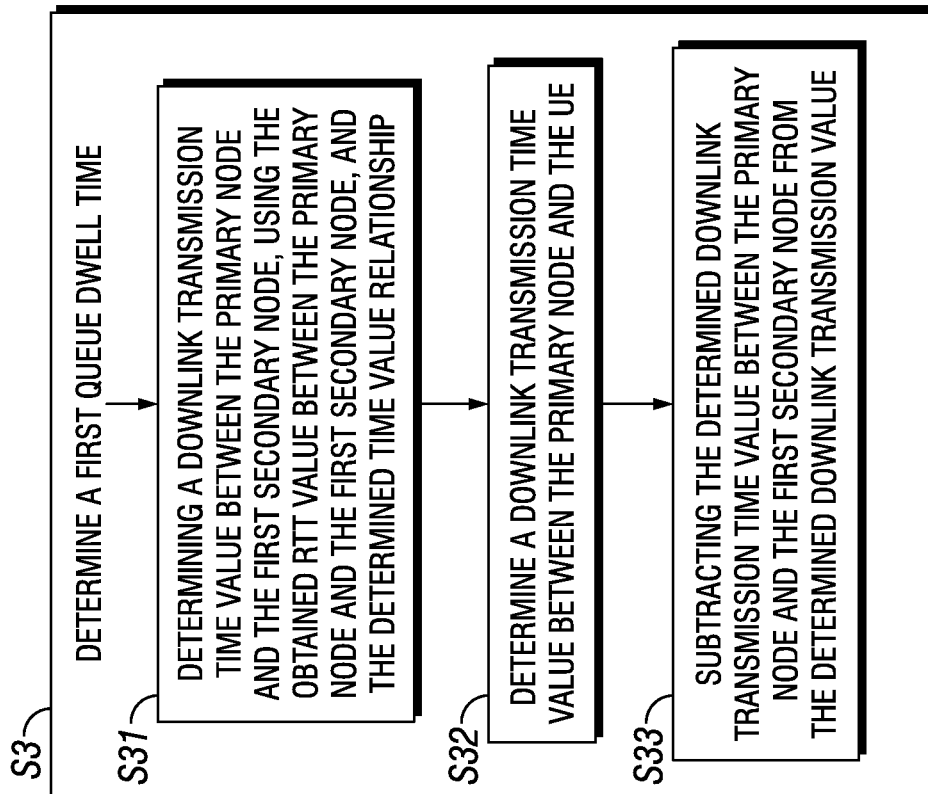 S3
DETERMINE A FIRST QUEUE DWELL TIME
S31
DETERMINING A DOWNLINK TRANSMISSION
TIME VALUE BETWEEN THE PRIMARY NODE
AND THE FIRST SECONDARY NODE, USING THE
OBTAINED RTT VALUE BETWEEN THE PRIMARY
NODE AND THE FIRST SECONDARY NODE, AND
THE DETERMINED TIME VALUE RELATIONSHIP
S32
DETERMINE A DOWNLINK TRANSMISSION TIME
VALUE BETWEEN THE PRIMARY NODE AND THE UE
S33
SUBTRACTING THE DETERMINED DOWNLINK
TRANSMISSION TIME VALUE BETWEEN THE PRIMARY
NODE AND THE FIRST SECONDARY NODE FROM
THE DETERMINED DOWNLINK TRANSMISSION VALUE